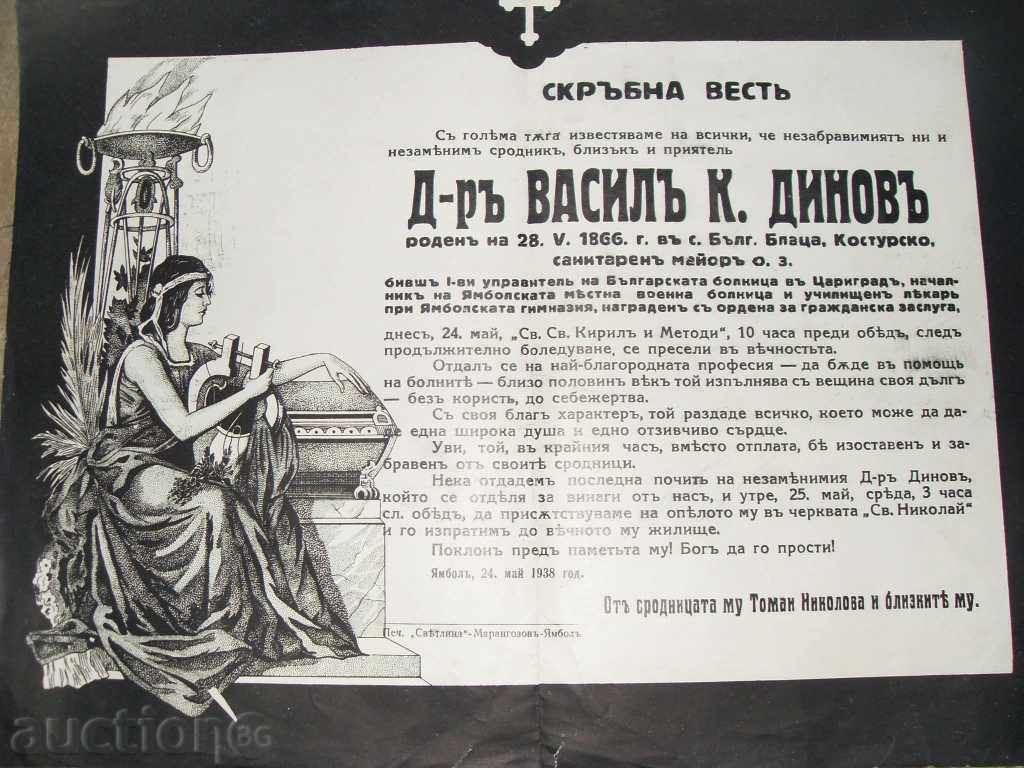 СКРЪБНА ВЕСТЬ
Съ голѣма тѫга известяваме на всички, че незабравимиятъ ни и
незамѣнимъ сродникъ, близъкъ и приятель
Д-ръ ВАСИЛЪ К. ДИНОВЪ
роденъ на 28. V. 1866. г. въ с. Бълг. Блаца, Костурско,
санитаренъ майоръ о. з.
бившъ I-ви управитель на Българската болница въ Цариградъ, начал-
никъ на Ямболската мѣстна военна болница и училищенъ лѣкарь
при Ямболската гимназия, награденъ съ ордена за гражданска заслуга,
днесъ, 24. май, „Св. Св. Кирилъ и Методи“, 10 часа преди обѣдъ, следъ
продължително боледуване, се пресели въ вѣчностьта.
Отдалъ се на най-благородната професия — да бѫде въ помощь
на болнитѣ — близо половинъ вѣкъ той изпълнява съ вещина своя дългъ
— безъ користь, до себежертва.
Съ своя благъ характеръ, той раздаде всичко, което може да да-
де една широка душа и едно отзивчиво сърдце.
Уви, той, въ крайния часъ, вмѣсто отплата, бѣ изоставенъ и за-
бравенъ отъ своитѣ сродници.
Нека отдадемъ последна почить на незамѣнимия Д-ръ Диновъ,
който се отдѣля за винаги отъ насъ, и утре, 25. май, срѣда, 3 часа
сл. обѣдъ, да присѫтствуваме на опѣлото му въ черквата „Св. Николай“
и го изпратимъ до вѣчното му жилище.
Поклонъ предъ паметьта му! Богъ да го прости!
Ямболъ, 24. май 1938 год.
Отъ сродницата му Томаи Николова и близкитѣ му.
Печ. „Свѣтлина“-Марангозовъ-Ямболъ
auction BG